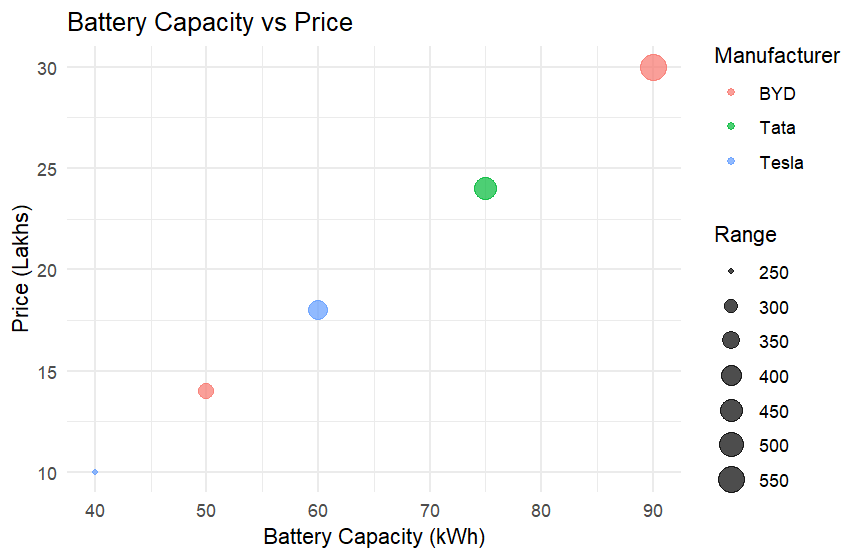 Battery Capacity vs Price
Price (Lakhs)
30
25
20
15
10
40 50 60 70 80 90
Battery Capacity (kWh)
Manufacturer
BYD
Tata
Tesla
Range
250
300
350
400
450
500
550